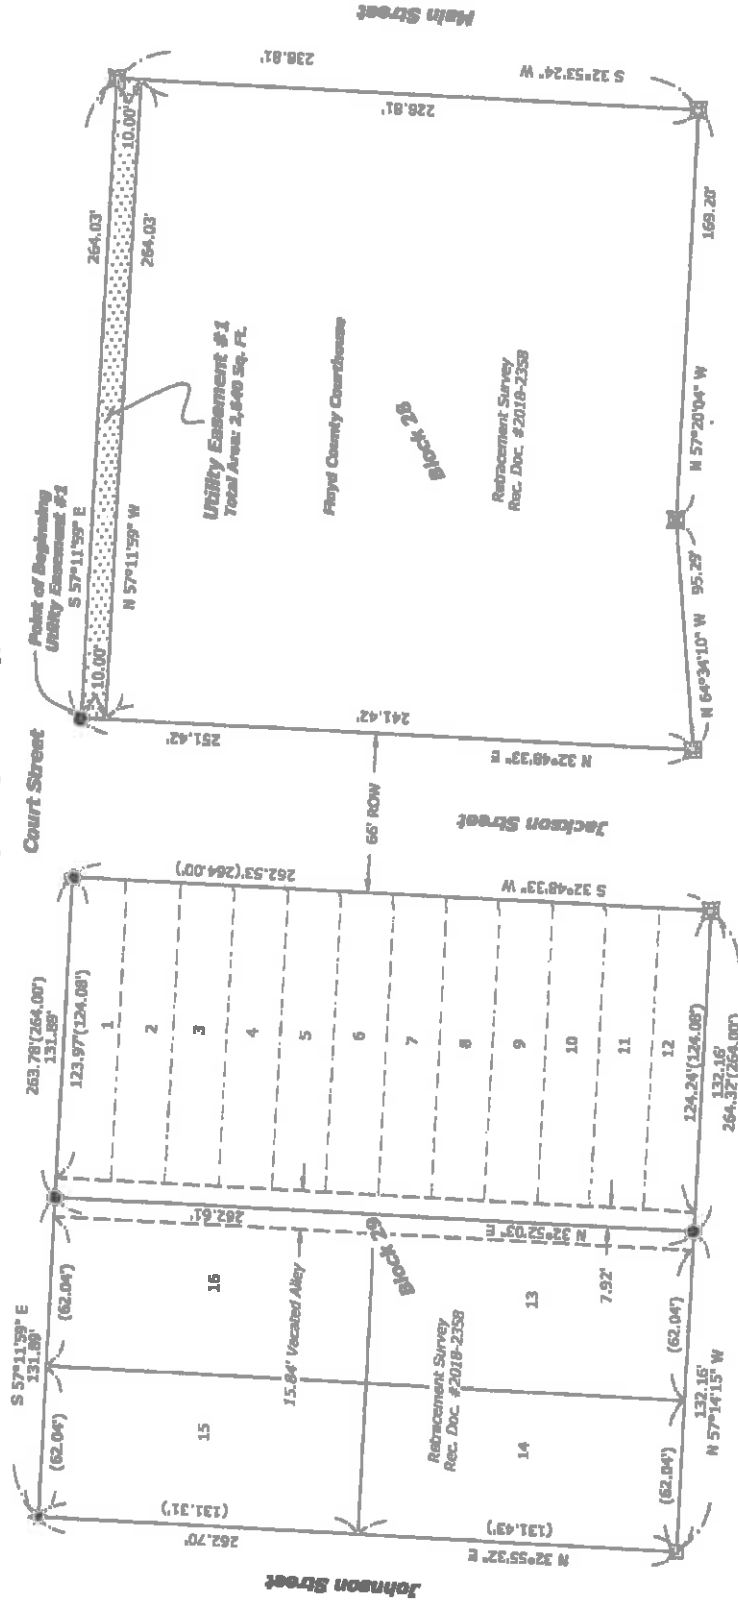 Main Street
238.81'
S 32°53'24" W
226.81'
10.00'
264.03'
264.03'
169.20'
Utility Easement #1
Total Area: 2,640 Sq. Ft.
Floyd County Courthouse
Block 28
Retracement Survey
Rec. Doc. #2018-2358
N 57°20'04" W
Point of Beginning
Utility Easement #1
S 57°11'59" E
N 57°11'59" W
95.29'
N 64°34'10" W
10.00'
251.42'
241.42'
N 32°48'33" E
Court Street
66' ROW
Jackson Street
262.53'(264.00')
S 32°48'33" W
263.78'(264.00')
131.89'
123.97'(124.08')
1
2
3
4
5
6
7
8
9
10
11
12
124.24'(124.08')
132.16'
264.32'(264.00')
262.61'
N 32°52'03" E
Block 29
(62.04')
16
15.84' Vacated Alley
13
7.92'
(62.04')
S 57°11'59" E
131.89'
(62.04')
15
Retracement Survey
Rec. Doc. #2018-2358
14
(62.04')
132.16'
N 57°14'15" W
(131.31')
262.70'
(131.43')
N 32°55'32" E
Johnson Street